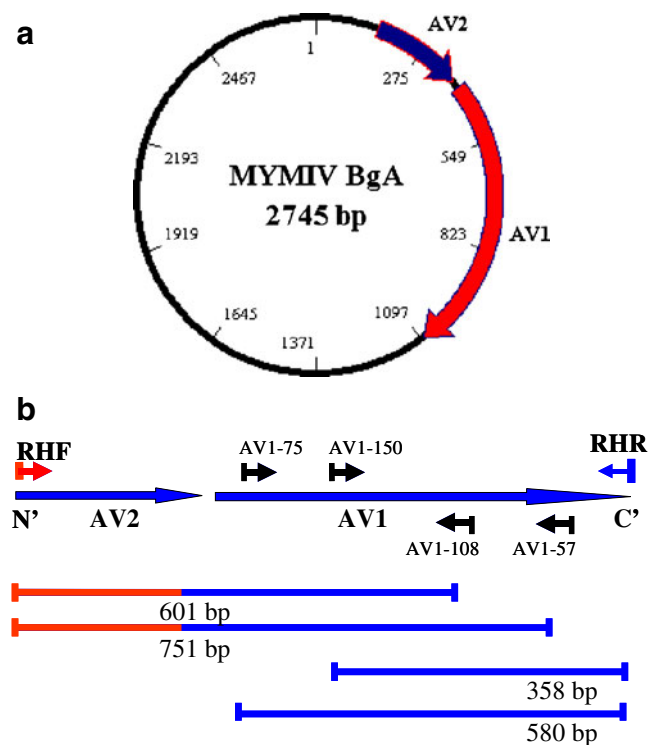 a
AV2
1
2467
275
2193
549
MYMIV BgA
2745 bp
1919
823
AV1
1645
1097
1371
b
RHF
AV1-75
AV1-150
RHR
N'
AV2
AV1
C'
AV1-108
AV1-57
601 bp
751 bp
358 bp
580 bp